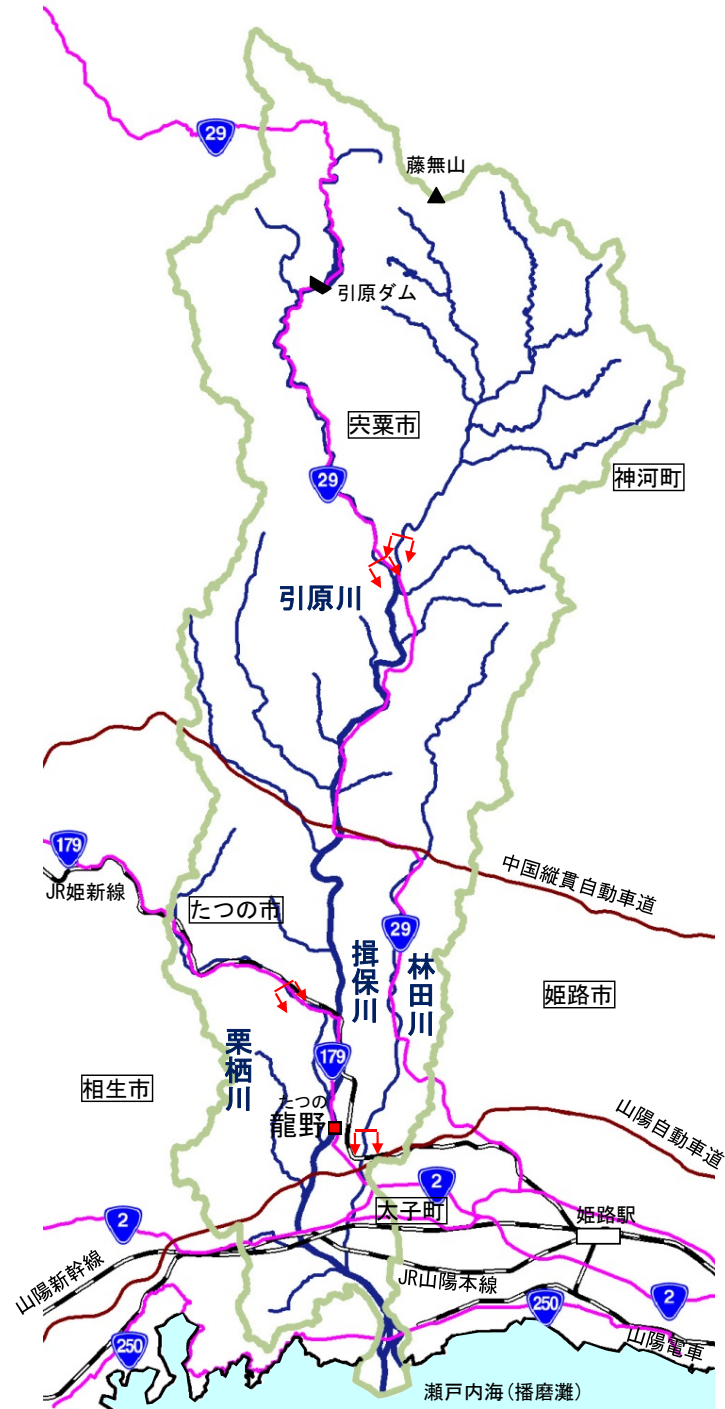 29
藤無山
引原ダム
宍粟市
29
神河町
引原川
179
JR姫新線
中国縦貫自動車道
たつの市
29
揖保川
林田川
姫路市
栗栖川
179
相生市
たつの
龍野
山陽自動車道
2
2
太子町
姫路駅
山陽新幹線
JR山陽本線
2
250
250
山陽電車
瀬戸内海(播磨灘)